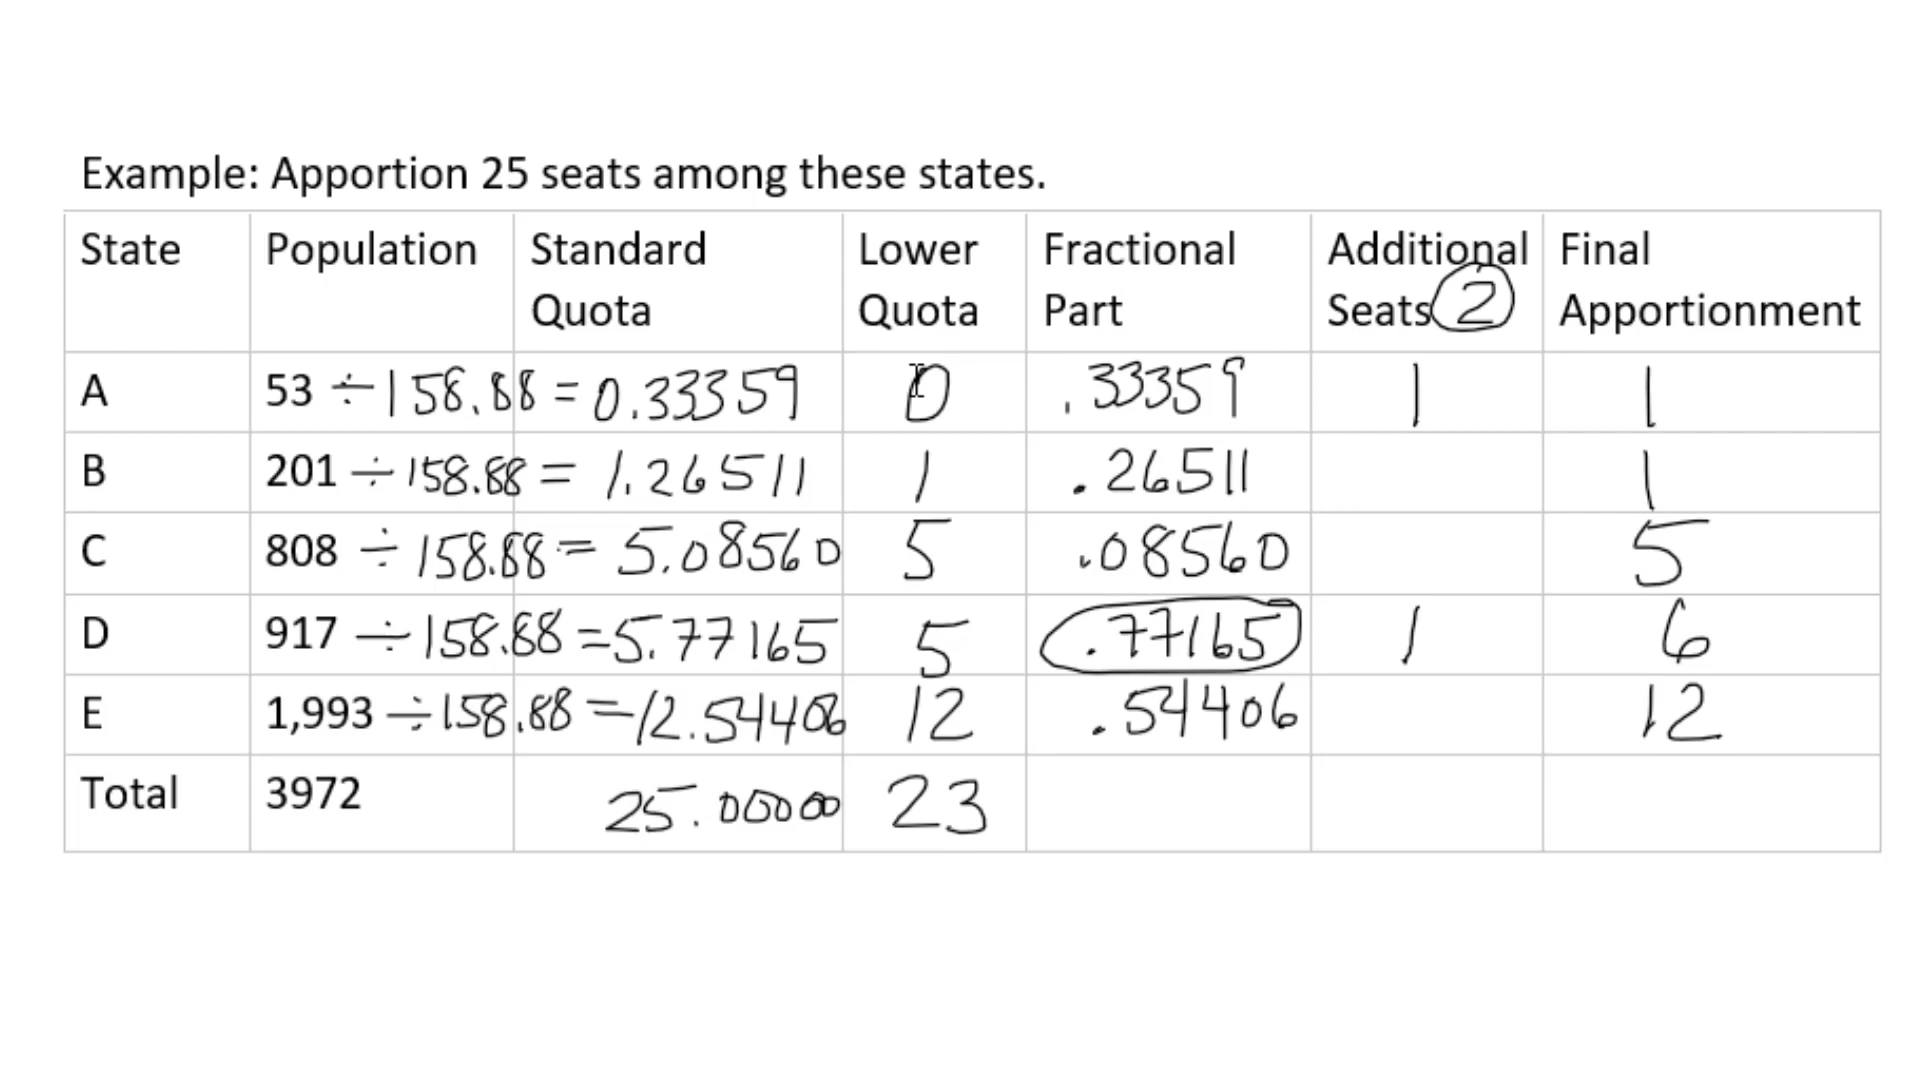 Example: Apportion 25 seats among these states.
State Population Standard Quota Lower Quota Fractional Part Additional Seats 2 Final Apportionment
A 53 ÷ 158.88 = 0.33359 0 .33359 1 1
B 201 ÷ 158.88 = 1.26511 1 .26511 1
C 808 ÷ 158.88 = 5.08560 5 .08560 5
D 917 ÷ 158.88 = 5.77165 5 .77165 1 6
E 1,993 ÷ 158.88 = 12.54406 12 .54406 12
Total 3972 25.00000 23